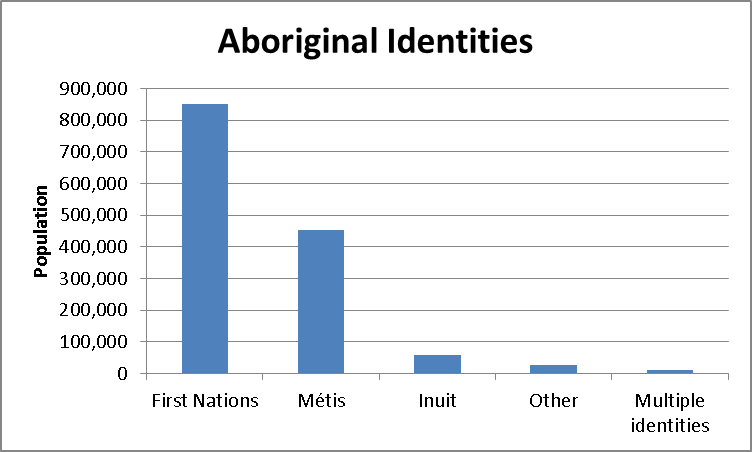 Aboriginal Identities
900,000
800,000
700,000
600,000
500,000
400,000
300,000
200,000
100,000
0
Population
First Nations
Métis
Inuit
Other
Multiple
identities